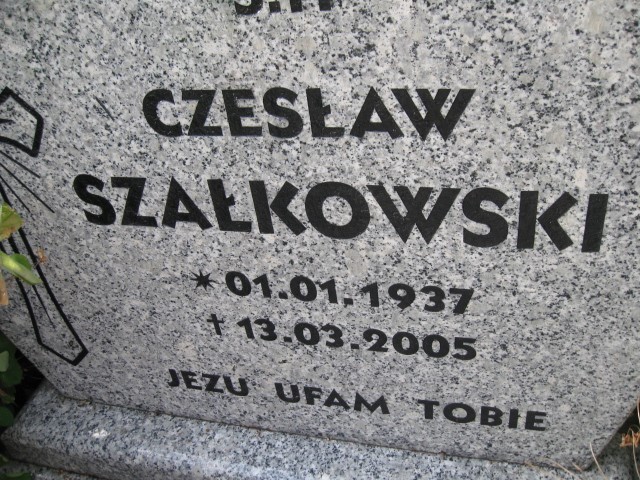 CZESŁAW
SZAŁKOWSKI
* 01.01.1937
† 13.03.2005
JEZU UFAM TOBIE